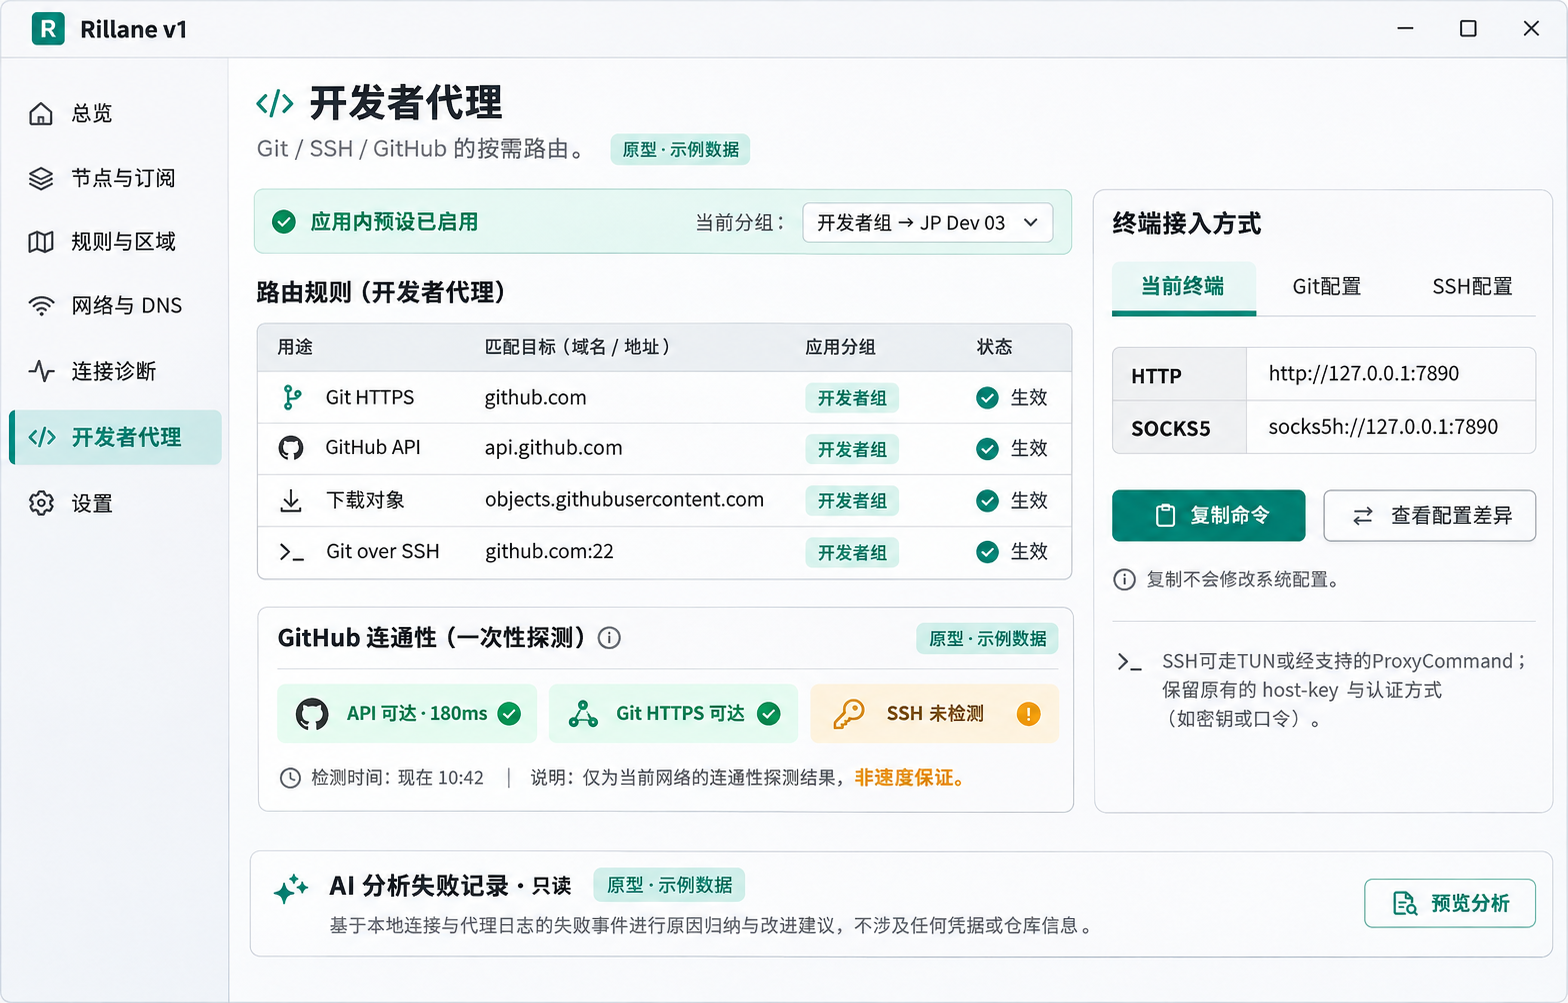 R Rillane v1
总览
节点与订阅
规则与区域
网络与 DNS
连接诊断
开发者代理
设置
</> 开发者代理
Git / SSH / GitHub 的按需路由。 原型 · 示例数据
应用内预设已启用 当前分组： 开发者组 → JP Dev 03
路由规则（开发者代理）
用途 匹配目标（域名 / 地址） 应用分组 状态
Git HTTPS github.com 开发者组 生效
GitHub API api.github.com 开发者组 生效
下载对象 objects.githubusercontent.com 开发者组 生效
Git over SSH github.com:22 开发者组 生效
GitHub 连通性（一次性探测） 原型 · 示例数据
API 可达 · 180ms Git HTTPS 可达 SSH 未检测
检测时间：现在 10:42 | 说明：仅为当前网络的连通性探测结果，非速度保证。
终端接入方式
当前终端 Git配置 SSH配置
HTTP http://127.0.0.1:7890
SOCKS5 socks5h://127.0.0.1:7890
复制命令 查看配置差异
复制不会修改系统配置。
SSH可走TUN或经支持的ProxyCommand；
保留原有的 host-key 与认证方式
（如密钥或口令）。
AI 分析失败记录 · 只读 原型 · 示例数据
基于本地连接与代理日志的失败事件进行原因归纳与改进建议，不涉及任何凭据或仓库信息。
预览分析